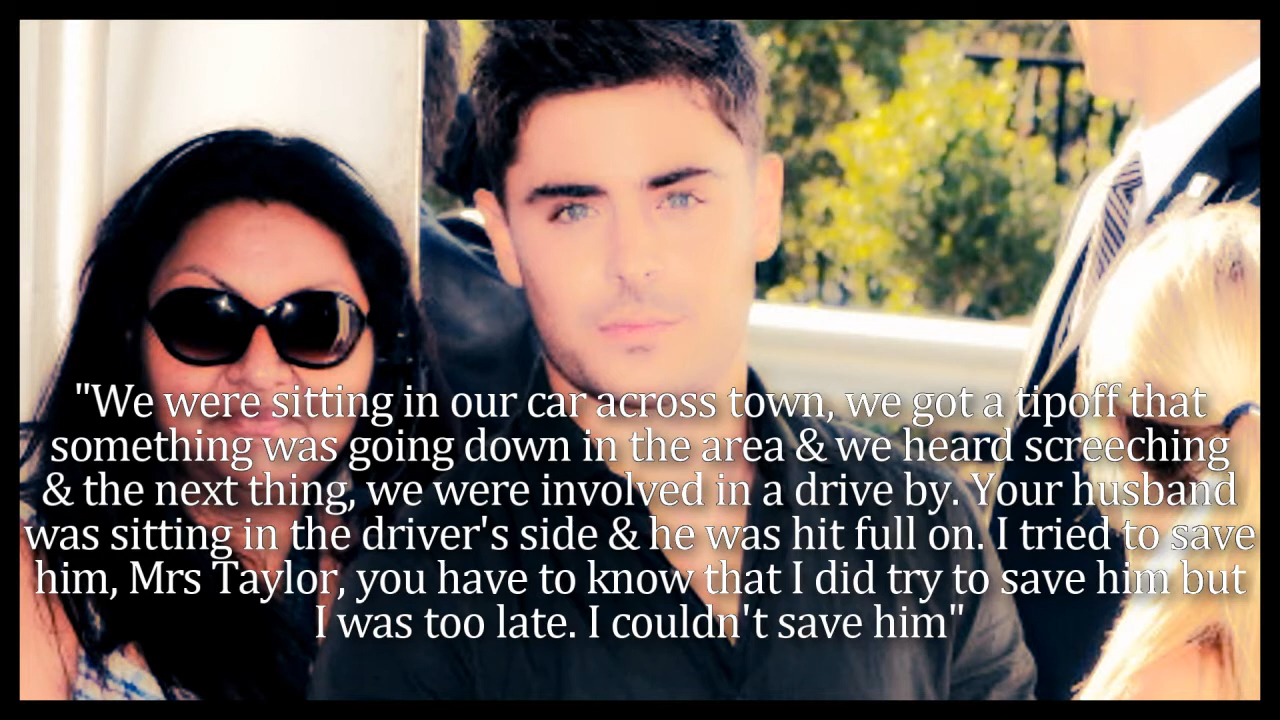 "We were sitting in our car across town, we got a tipoff that
something was going down in the area & we heard screeching
& the next thing, we were involved in a drive by. Your husband
was sitting in the driver's side & he was hit full on. I tried to save
him, Mrs Taylor, you have to know that I did try to save him but
I was too late. I couldn't save him"